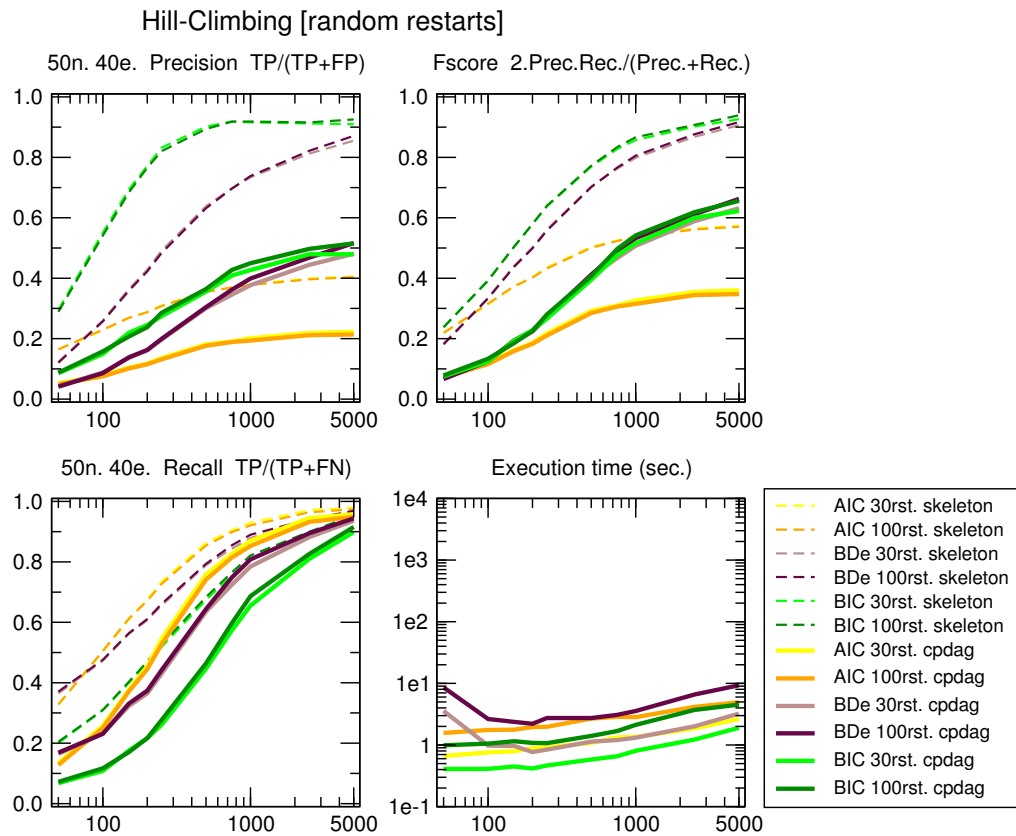 Hill-Climbing [random restarts]
50n. 40e. Precision TP/(TP+FP)
1.0
0.8
0.6
0.4
0.2
0.0
100
1000
5000
Fscore 2.Prec.Rec./(Prec.+Rec.)
1.0
0.8
0.6
0.4
0.2
0.0
100
1000
5000
50n. 40e. Recall TP/(TP+FN)
1.0
0.8
0.6
0.4
0.2
0.0
100
1000
5000
Execution time (sec.)
1e4
1e3
1e2
1e1
1
1e-1
100
1000
5000
AIC 30rst. skeleton
AIC 100rst. skeleton
BDe 30rst. skeleton
BDe 100rst. skeleton
BIC 30rst. skeleton
BIC 100rst. skeleton
AIC 30rst. cpdag
AIC 100rst. cpdag
BDe 30rst. cpdag
BDe 100rst. cpdag
BIC 30rst. cpdag
BIC 100rst. cpdag